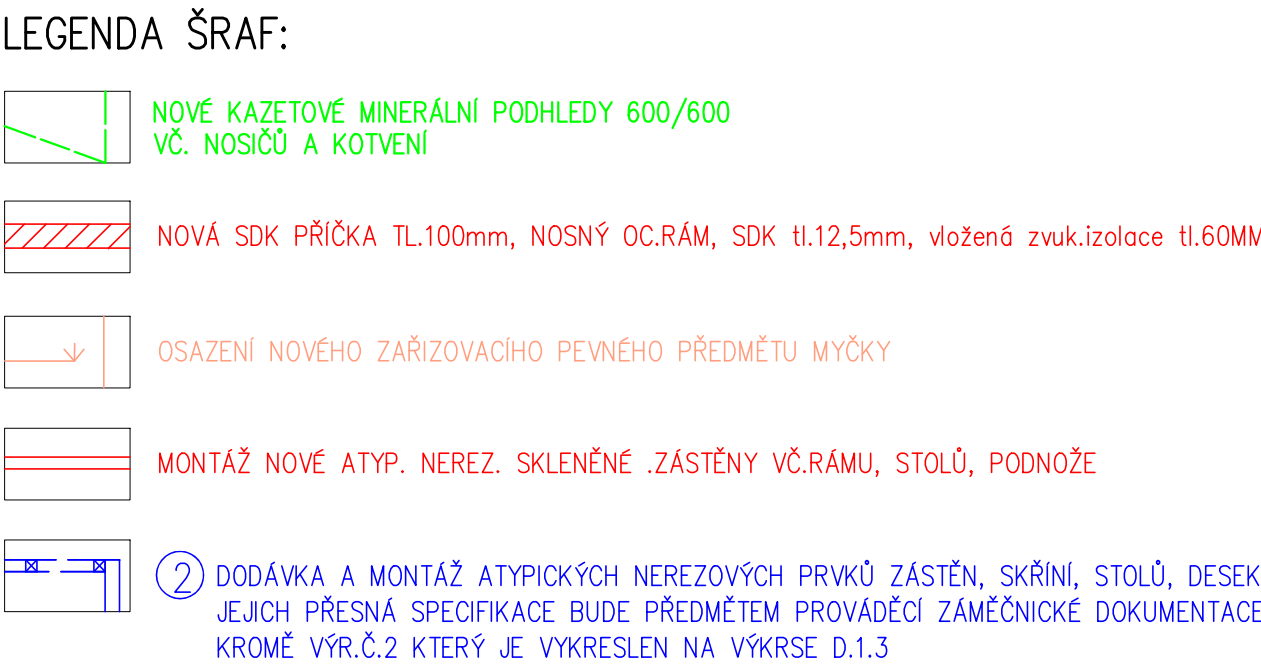 LEGENDA ŠRAF:
NOVÉ KAZETOVÉ MINERÁLNÍ PODHLEDY 600/600
VČ. NOSIČŮ A KOTVENÍ
NOVÁ SDK PŘÍČKA TL.100mm, NOSNÝ OC.RÁM, SDK tl.12,5mm, vložená zvuk.izolace tl.60MM
OSAZENÍ NOVÉHO ZAŘIZOVACÍHO PEVNÉHO PŘEDMĚTU MYČKY
MONTÁŽ NOVÉ ATYP. NEREZ. SKLENĚNÉ .ZÁSTĚNY VČ.RÁMU, STOLŮ, PODNOŽE
2 DODÁVKA A MONTÁŽ ATYPICKÝCH NEREZOVÝCH PRVKŮ ZÁSTĚN, SKŘÍNÍ, STOLŮ, DESEK
JEJICH PŘESNÁ SPECIFIKACE BUDE PŘEDMĚTEM PROVÁDĚCÍ ZÁMĚČNICKÉ DOKUMENTACE
KROMĚ VÝR.Č.2 KTERÝ JE VYKRESLEN NA VÝKRSE D.1.3